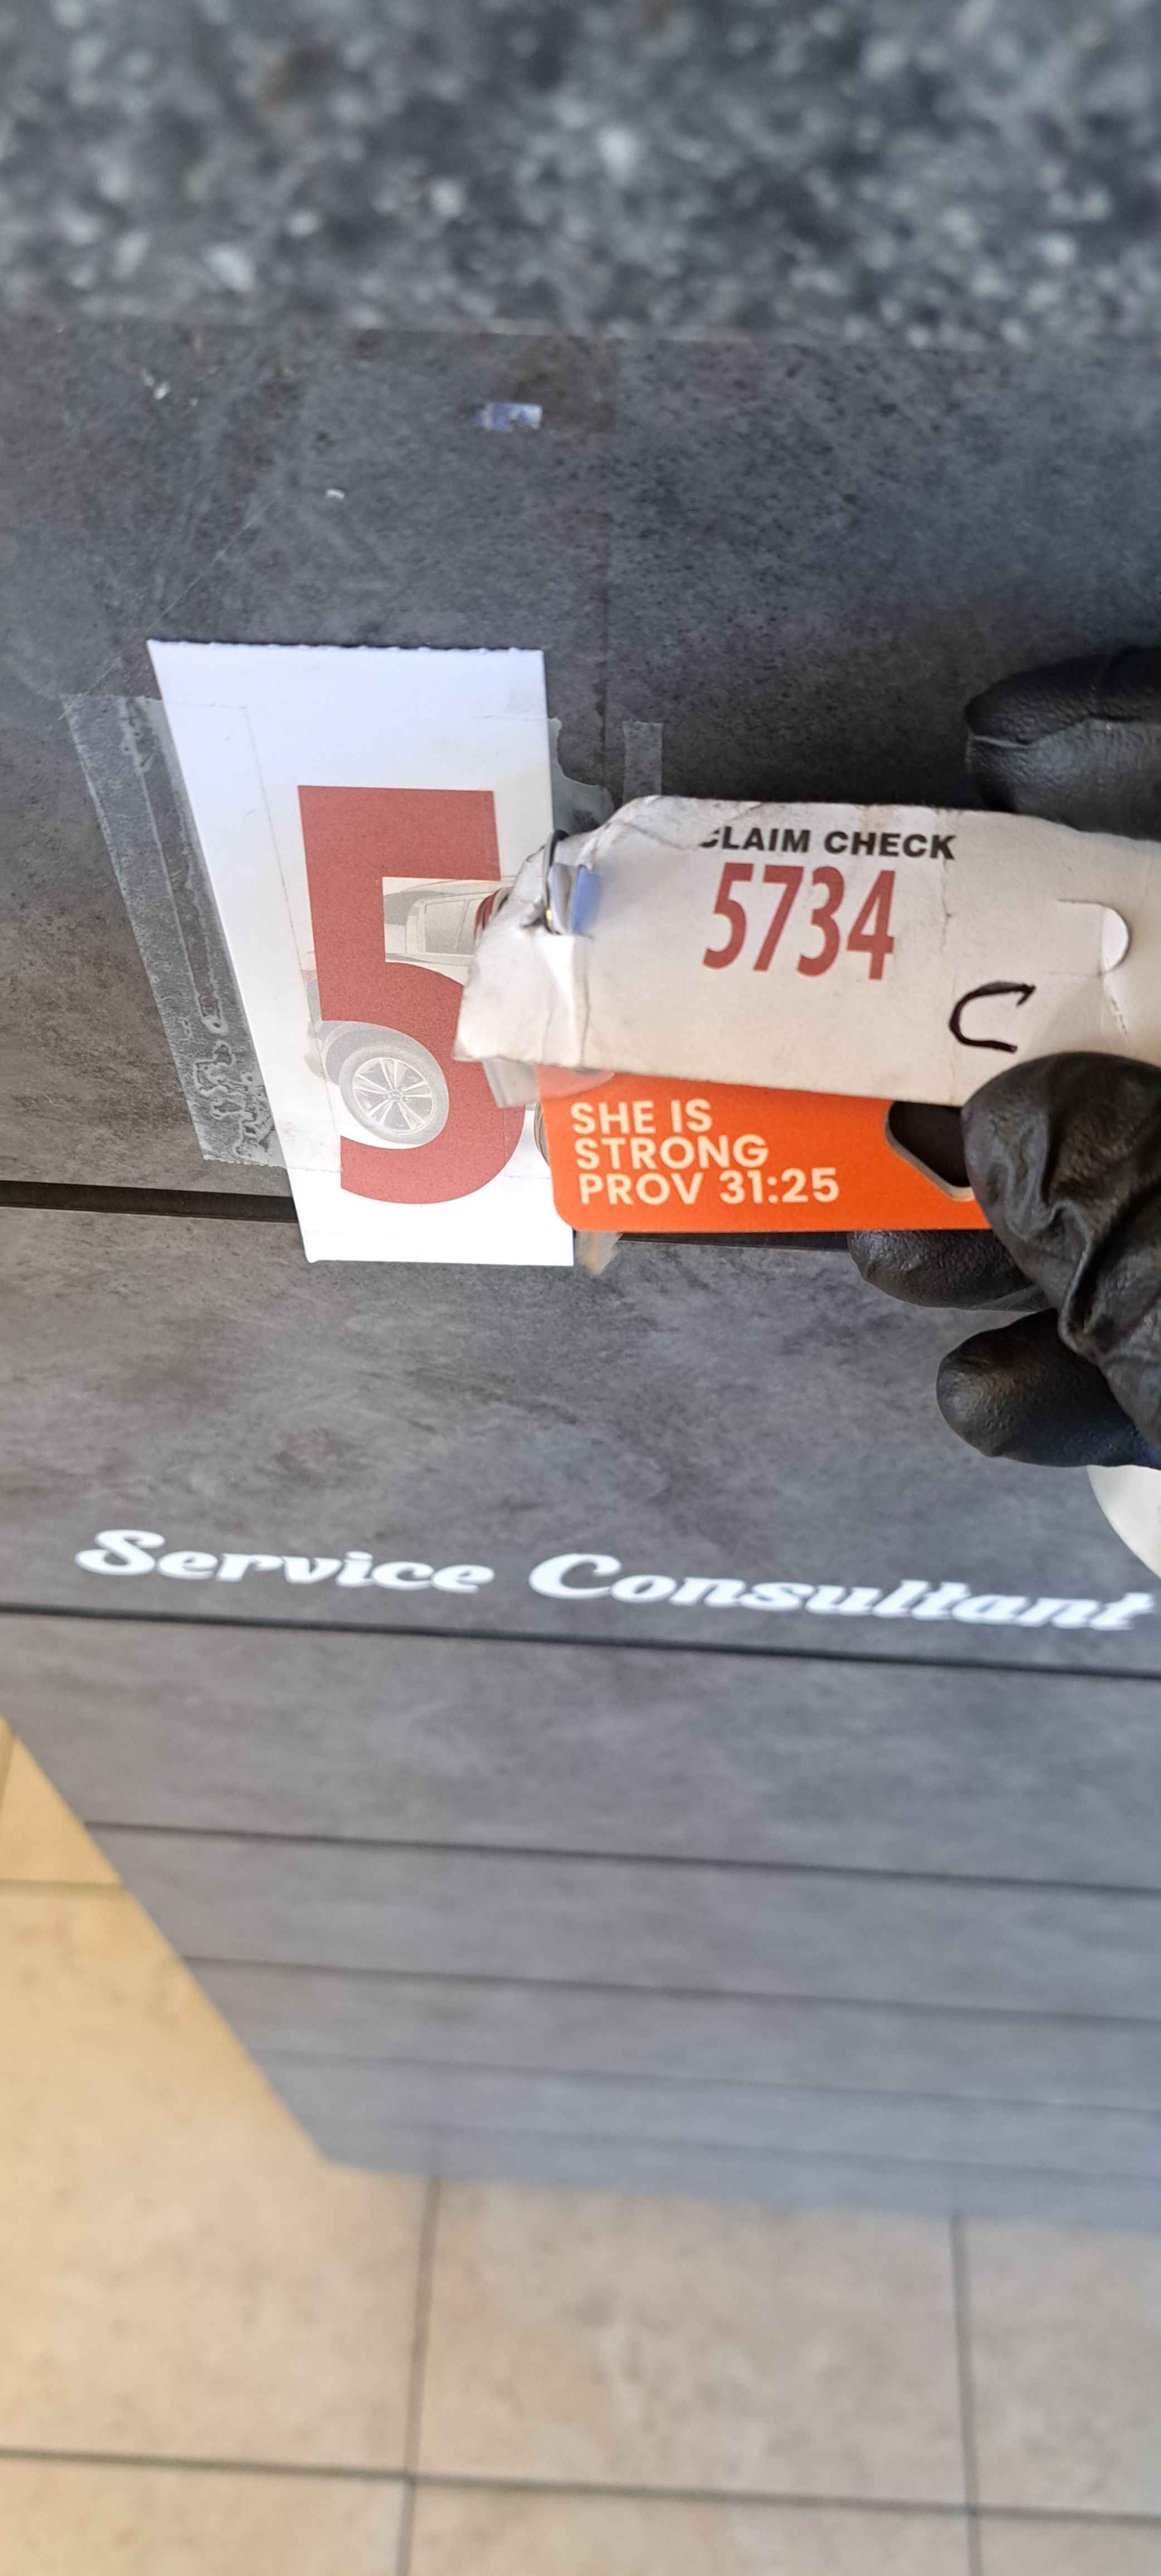 5
CLAIM CHECK
5734
C
SHE IS
STRONG
PROV 31:25
Service Consultant